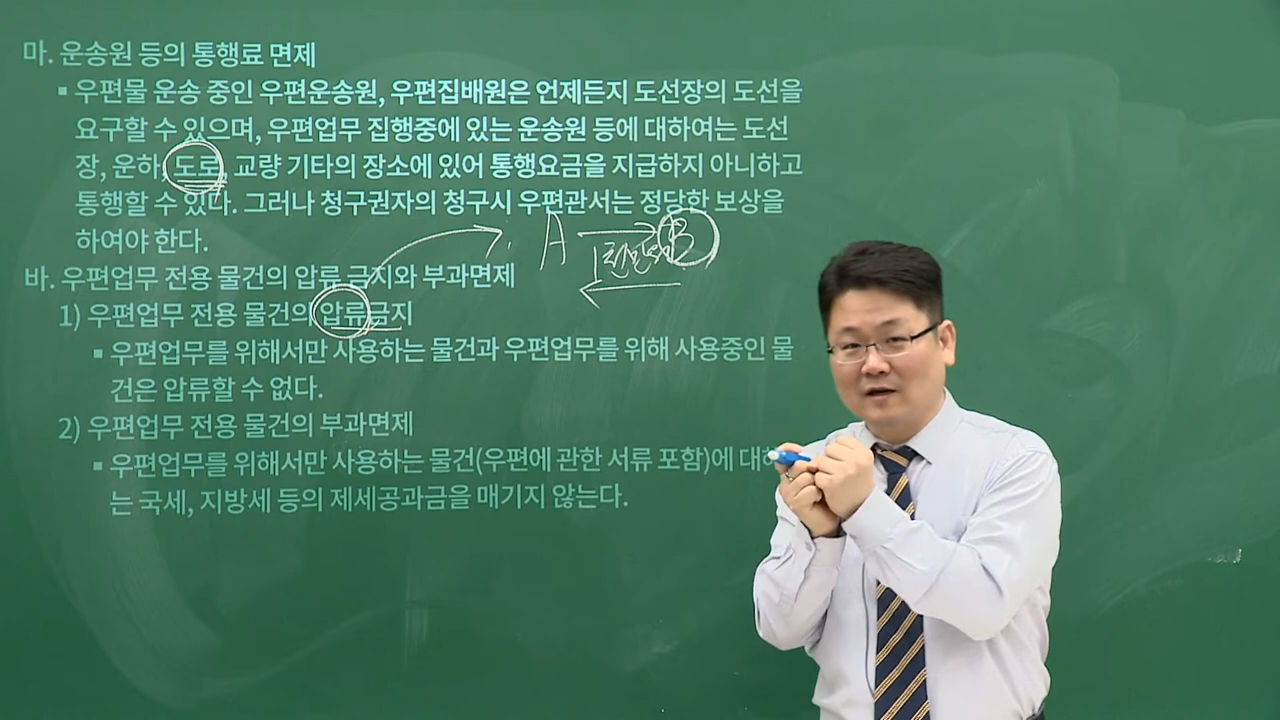 마. 운송원 등의 통행료 면제
▪ 우편물 운송 중인 우편운송원, 우편집배원은 언제든지 도선장의 도선을
요구할 수 있으며, 우편업무 집행중에 있는 운송원 등에 대하여는 도선
장, 운하, 도로, 교량 기타의 장소에 있어 통행요금을 지급하지 아니하고
통행할 수 있다. 그러나 청구권자의 청구시 우편관서는 정당한 보상을
하여야 한다.
A B
바. 우편업무 전용 물건의 압류 금지와 부과면제
1) 우편업무 전용 물건의 압류금지
▪ 우편업무를 위해서만 사용하는 물건과 우편업무를 위해 사용중인 물
건은 압류할 수 없다.
2) 우편업무 전용 물건의 부과면제
▪ 우편업무를 위해서만 사용하는 물건(우편에 관한 서류 포함)에 대하
는 국세, 지방세 등의 제세공과금을 매기지 않는다.